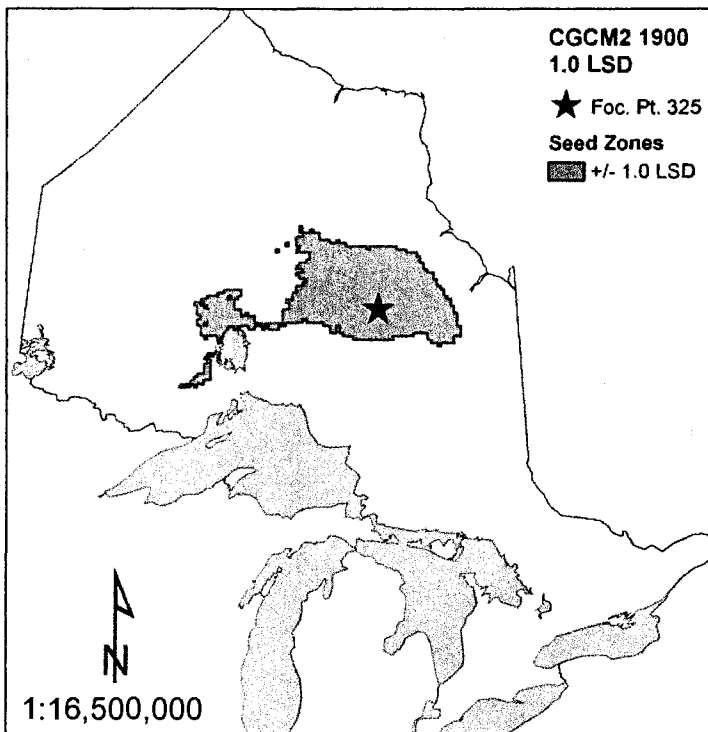 CGCM2 1900
1.0 LSD
Foc. Pt. 325
Seed Zones
+/- 1.0 LSD
N
1:16,500,000